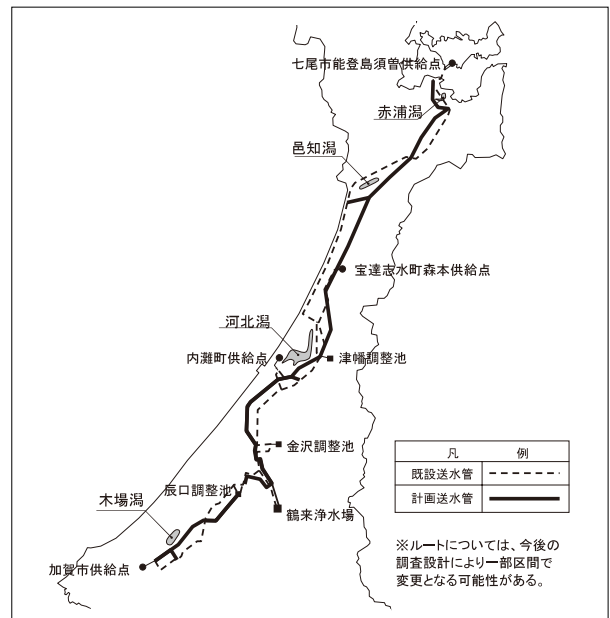 七尾市能登島須曽供給点
赤浦潟
邑知潟
宝達志水町森本供給点
河北潟
内灘町供給点
津幡調整池
金沢調整池
辰口調整池
木場潟
鶴来浄水場
加賀市供給点
凡 例
既設送水管
計画送水管
※ルートについては、今後の
調査設計により一部区間で
変更となる可能性がある。